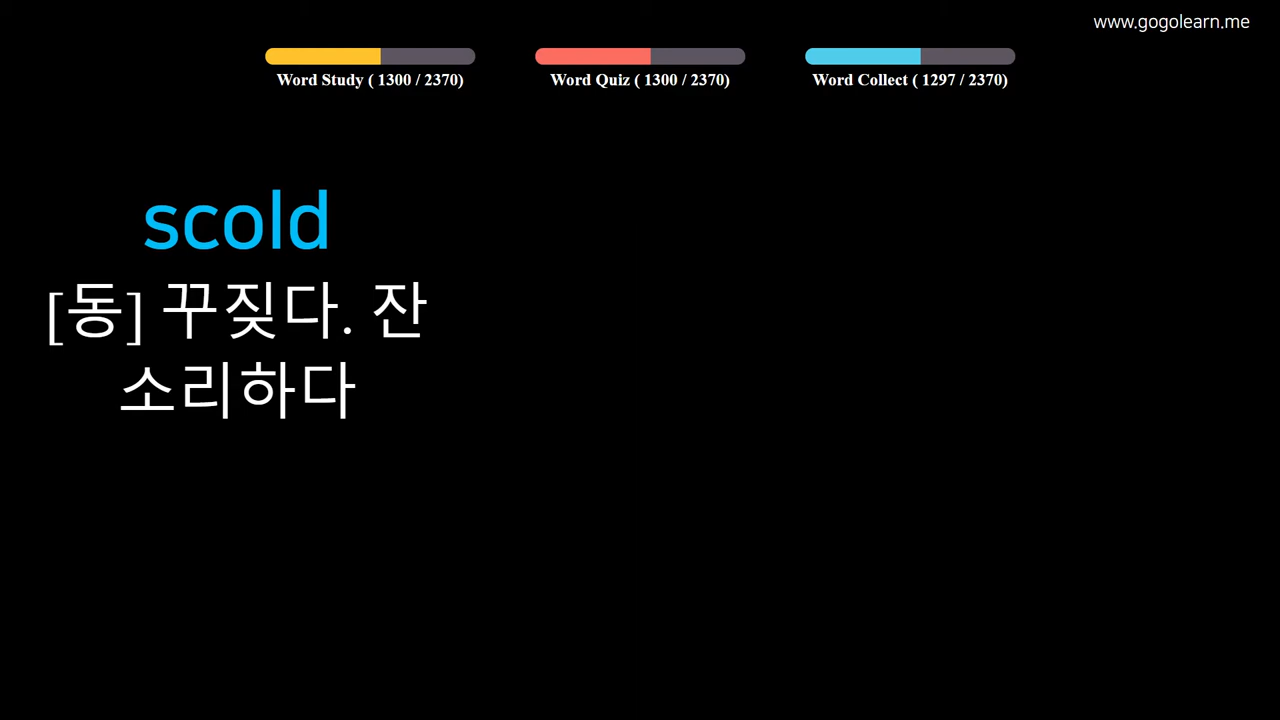 www.gogolearn.me
Word Study ( 1300 / 2370)
Word Quiz ( 1300 / 2370)
Word Collect ( 1297 / 2370)
scold
[동] 꾸짖다. 잔
소리하다